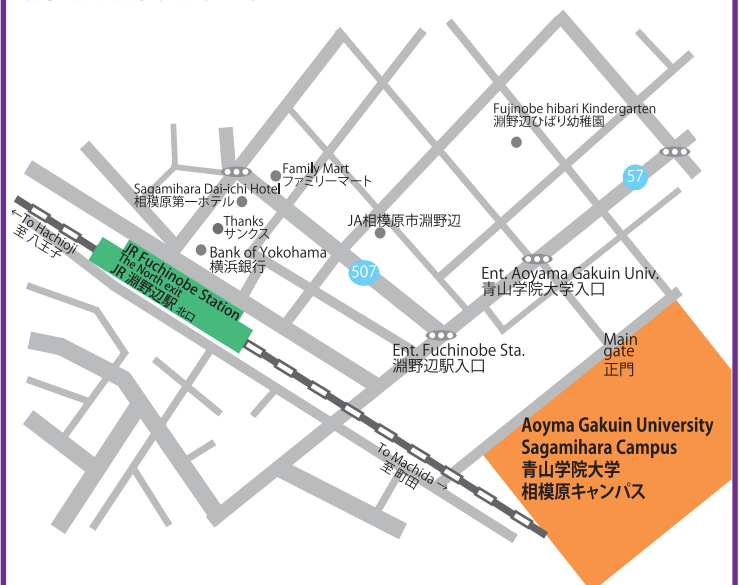 Fujinobe hibari Kindergarten
淵野辺ひばり幼稚園
57
Family Mart
ファミリーマート
Sagamihara Dai-ichi Hotel
相模原第一ホテル
Thanks
サンクス
JA相模原市淵野辺
←To Hachioji
至 八王子
Bank of Yokohama
横浜銀行
JR Fuchinobe Station
The North exit
JR 淵野辺駅 北口
507
Ent. Aoyama Gakuin Univ.
青山学院大学入口
Ent. Fuchinobe Sta.
淵野辺駅入口
Main
gate
正門
Aoyma Gakuin University
Sagamihara Campus
青山学院大学
相模原キャンパス
To Machida →
至 町田